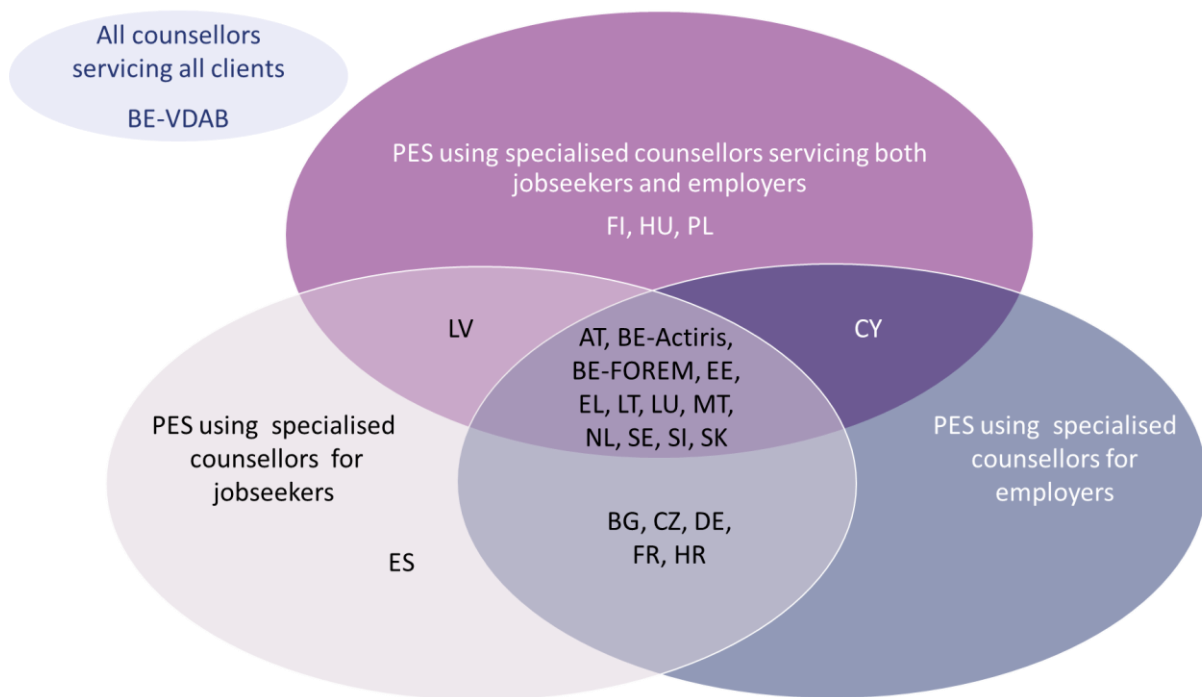 All counsellors
servicing all clients
BE-VDAB
PES using specialised counsellors servicing both
jobseekers and employers
FI, HU, PL
LV
AT, BE-Actiris,
BE-FOREM, EE,
EL, LT, LU, MT,
NL, SE, SI, SK
CY
PES using specialised
counsellors for
jobseekers
ES
PES using specialised
counsellors for
employers
BG, CZ, DE,
FR, HR